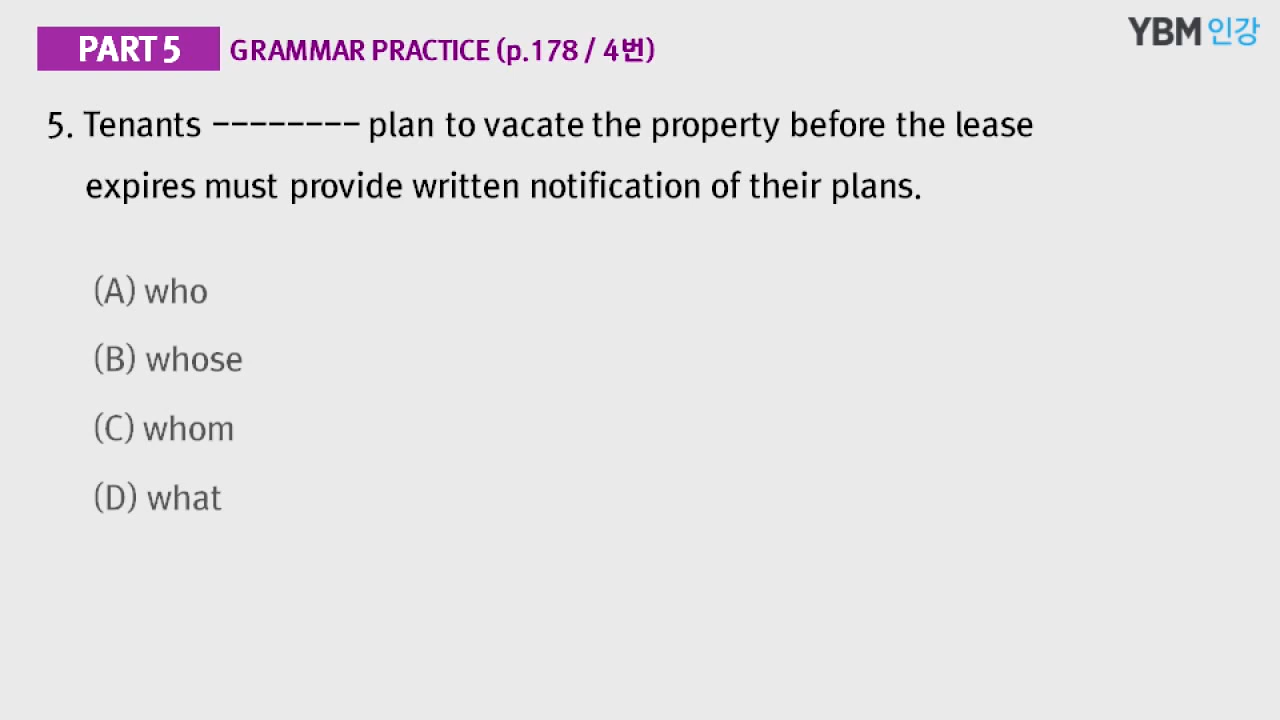 PART 5 GRAMMAR PRACTICE (p.178 / 4번)
YBM 인강
5. Tenants -------- plan to vacate the property before the lease
expires must provide written notification of their plans.
(A) who
(B) whose
(C) whom
(D) what